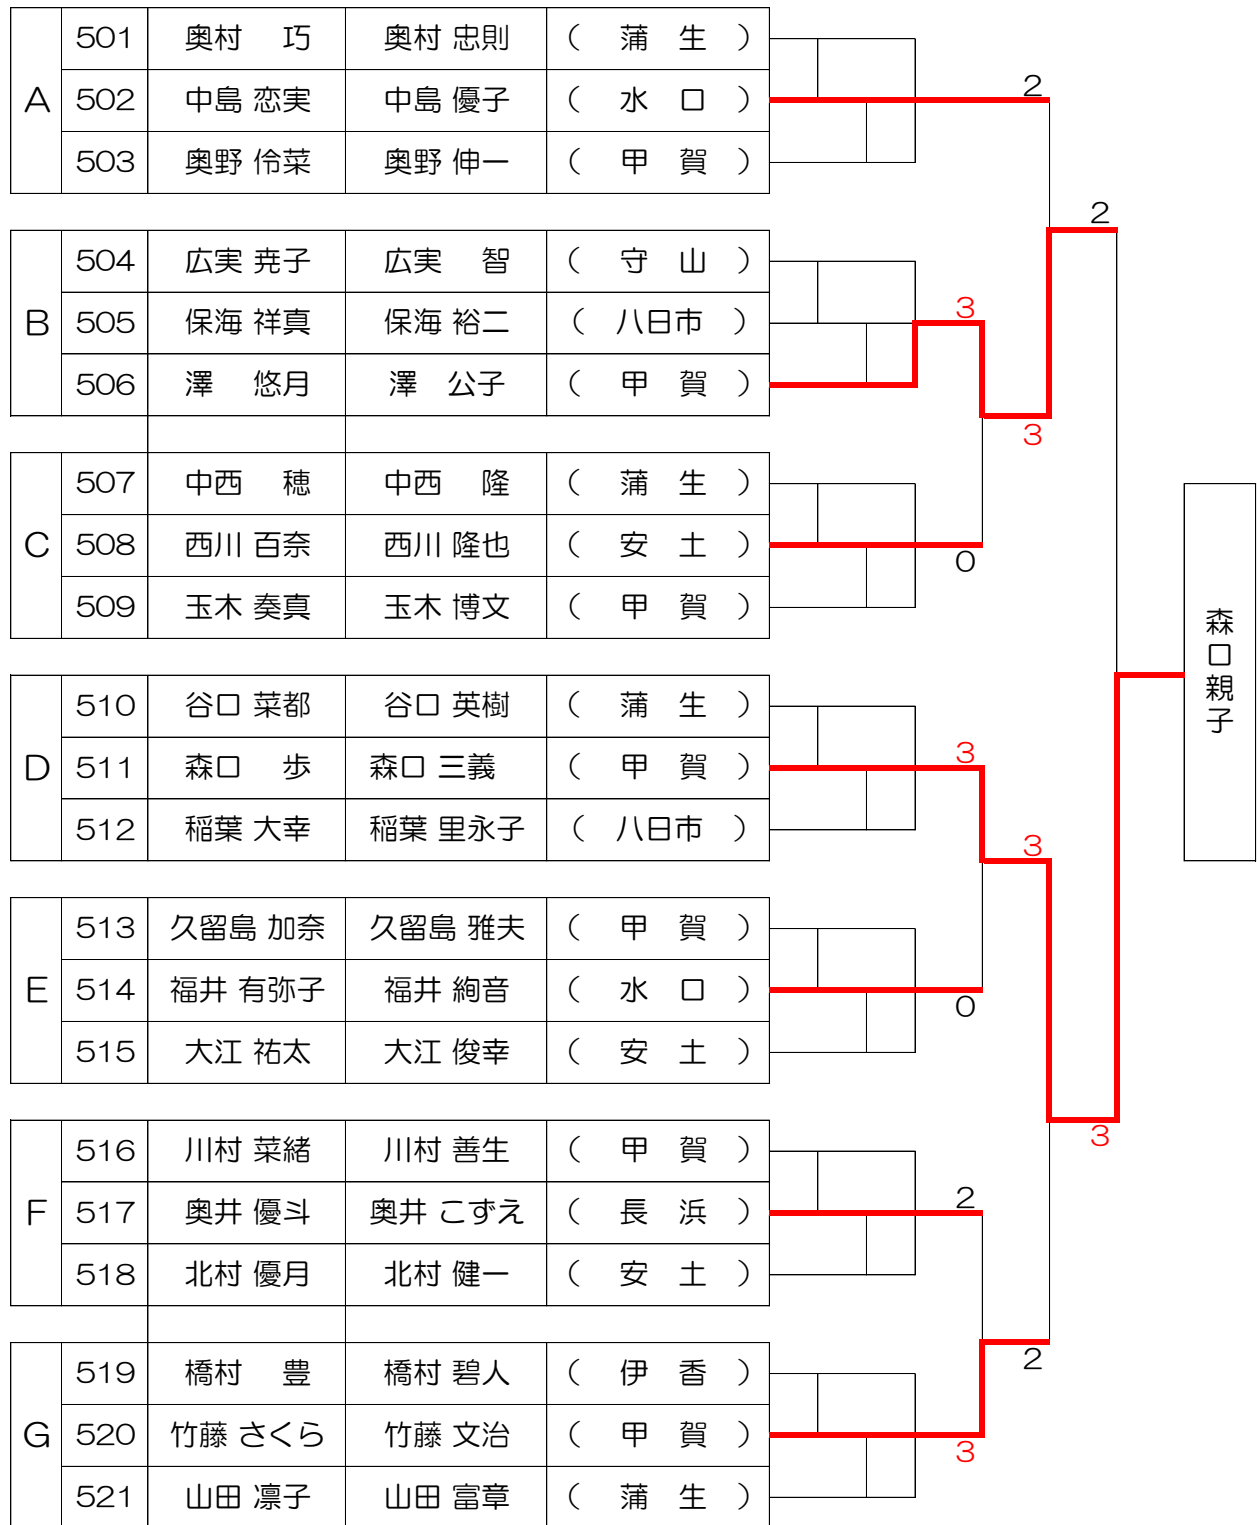 501 奥村 巧 奥村 忠則 ( 蒲 生 )
A 502 中島 恋実 中島 優子 ( 水 口 ) 2
503 奥野 伶菜 奥野 伸一 ( 甲 賀 )
2
504 広実 尭子 広実 智 ( 守 山 )
B 505 保海 祥真 保海 裕二 ( 八日市 ) 3
506 澤 悠月 澤 公子 ( 甲 賀 )
3
507 中西 穂 中西 隆 ( 蒲 生 )
C 508 西川 百奈 西川 隆也 ( 安 土 ) 0
509 玉木 奏真 玉木 博文 ( 甲 賀 )
森口親子
510 谷口 菜都 谷口 英樹 ( 蒲 生 )
D 511 森口 歩 森口 三義 ( 甲 賀 ) 3
512 稲葉 大幸 稲葉 里永子 ( 八日市 ) 3
513 久留島 加奈 久留島 雅夫 ( 甲 賀 )
E 514 福井 有弥子 福井 絢音 ( 水 口 ) 0
515 大江 祐太 大江 俊幸 ( 安 土 )
3
516 川村 菜緒 川村 善生 ( 甲 賀 )
F 517 奥井 優斗 奥井 こずえ ( 長 浜 ) 2
518 北村 優月 北村 健一 ( 安 土 )
2
519 橋村 豊 橋村 碧人 ( 伊 香 )
G 520 竹藤 さくら 竹藤 文治 ( 甲 賀 ) 3
521 山田 凛子 山田 富章 ( 蒲 生 )